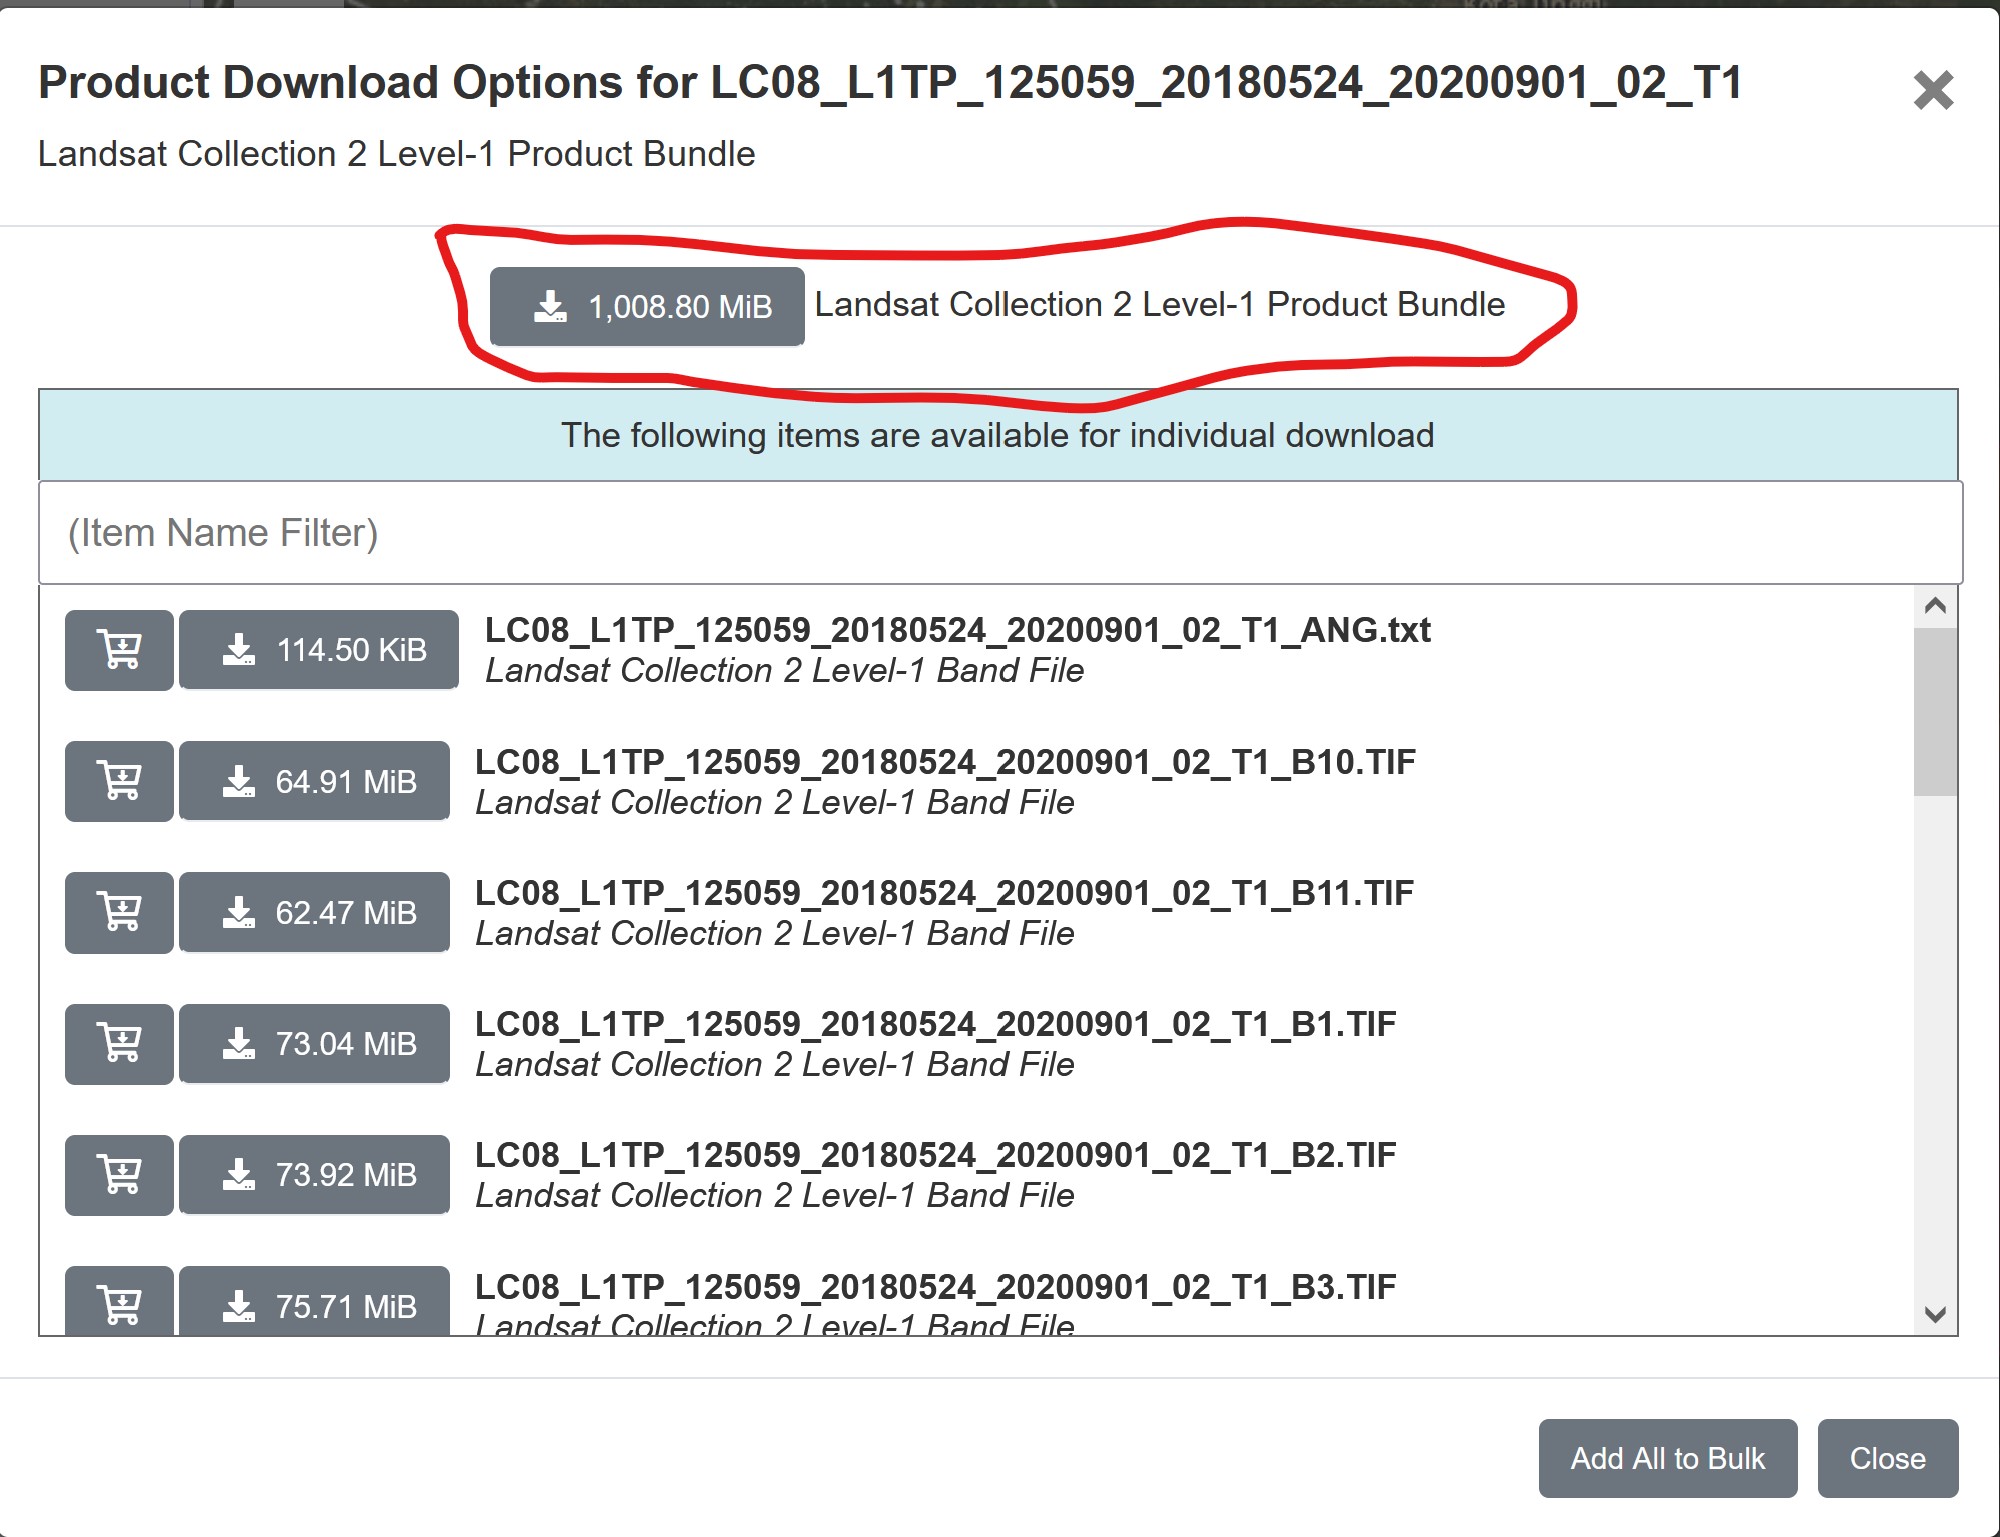 Product Download Options for LC08_L1TP_125059_20180524_20200901_02_T1
Landsat Collection 2 Level-1 Product Bundle
1,008.80 MiB Landsat Collection 2 Level-1 Product Bundle
The following items are available for individual download
(Item Name Filter)
114.50 KiB LC08_L1TP_125059_20180524_20200901_02_T1_ANG.txt
Landsat Collection 2 Level-1 Band File
64.91 MiB LC08_L1TP_125059_20180524_20200901_02_T1_B10.TIF
Landsat Collection 2 Level-1 Band File
62.47 MiB LC08_L1TP_125059_20180524_20200901_02_T1_B11.TIF
Landsat Collection 2 Level-1 Band File
73.04 MiB LC08_L1TP_125059_20180524_20200901_02_T1_B1.TIF
Landsat Collection 2 Level-1 Band File
73.92 MiB LC08_L1TP_125059_20180524_20200901_02_T1_B2.TIF
Landsat Collection 2 Level-1 Band File
75.71 MiB LC08_L1TP_125059_20180524_20200901_02_T1_B3.TIF
Landsat Collection 2 Level-1 Band File
Add All to Bulk Close